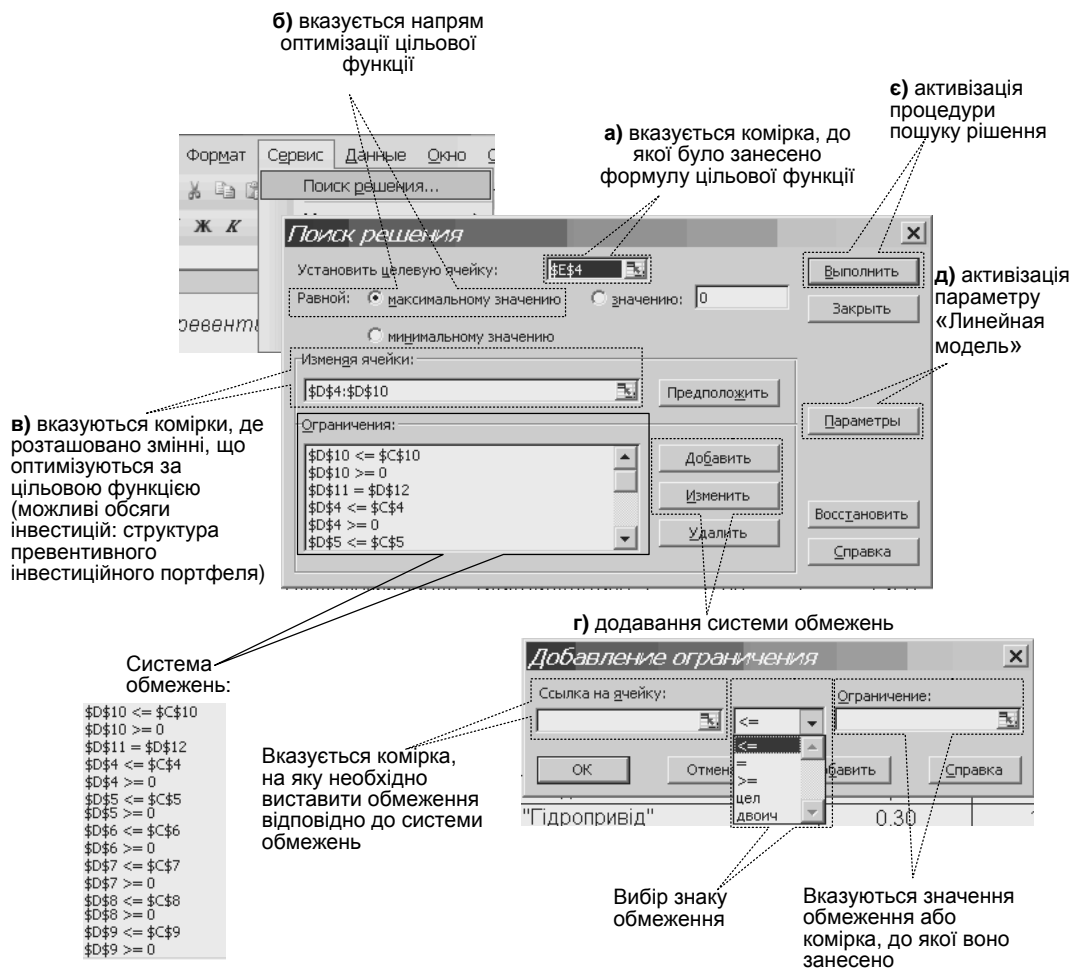 б) вказується напрям
оптимізації цільової
функції
є) активізація
процедури
пошуку рішення
а) вказується комірка, до
якої було занесено
формулу цільової функції
Формат Сервис Данные Окно
Поиск решения...
Ж К
Поиск решения
Установить целевую ячейку: $E$4
Выполнить
Равной: максимальному значению значению: 0
Закрыть
минимальному значению
д) активізація
параметру
«Линейная
модель»
Изменяя ячейки:
$D$4:$D$10
Предположить
Параметры
Ограничения:
$D$10 <= $C$10
$D$10 >= 0
$D$11 = $D$12
$D$4 <= $C$4
$D$4 >= 0
$D$5 <= $C$5
Добавить
Изменить
Удалить
Восстановить
Справка
в) вказуються комірки, де
розташовано змінні, що
оптимізуються за
цільовою функцією
(можливі обсяги
інвестицій: структура
превентивного
інвестиційного портфеля)
г) додавання системи обмежень
Система
обмежень:
$D$10 <= $C$10
$D$10 >= 0
$D$11 = $D$12
$D$4 <= $C$4
$D$4 >= 0
$D$5 <= $C$5
$D$5 >= 0
$D$6 <= $C$6
$D$6 >= 0
$D$7 <= $C$7
$D$7 >= 0
$D$8 <= $C$8
$D$8 >= 0
$D$9 <= $C$9
$D$9 >= 0
Добавление ограничения
Ссылка на ячейку:
Ограничение:
<=
<=
=
>=
цел
двоич
ОК Отмен бавить Справка
"Гідропривід" 0.30
Вказується комірка,
на яку необхідно
виставити обмеження
відповідно до системи
обмежень
Вибір знаку
обмеження
Вказуються значення
обмеження або
комірка, до якої воно
занесено